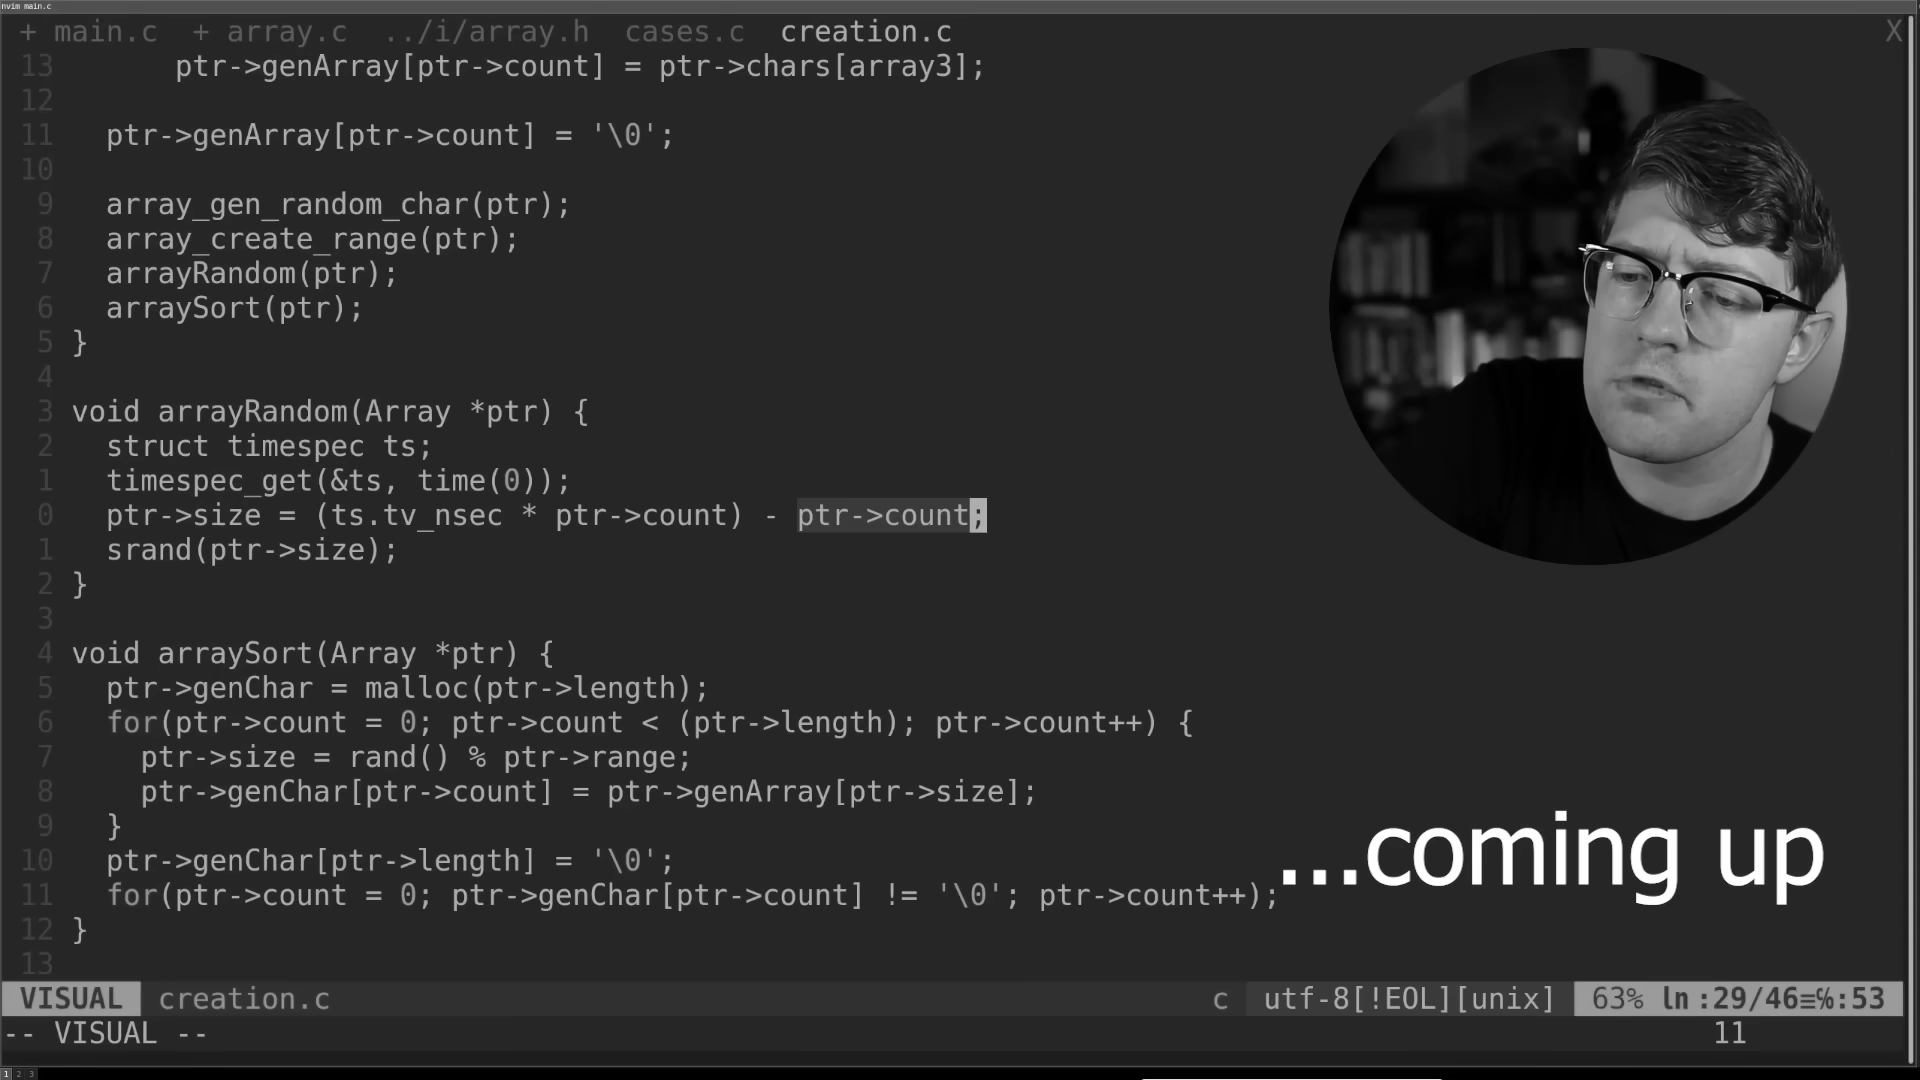 nvim main.c
+ main.c + array.c ../i/array.h cases.c creation.c X
13 ptr->genArray[ptr->count] = ptr->chars[array3];
12
11 ptr->genArray[ptr->count] = '\0';
10
9 array_gen_random_char(ptr);
8 array_create_range(ptr);
7 arrayRandom(ptr);
6 arraySort(ptr);
5 }
4
3 void arrayRandom(Array *ptr) {
2 struct timespec ts;
1 timespec_get(&ts, time(0));
0 ptr->size = (ts.tv_nsec * ptr->count) - ptr->count;
1 srand(ptr->size);
2 }
3
4 void arraySort(Array *ptr) {
5 ptr->genChar = malloc(ptr->length);
6 for(ptr->count = 0; ptr->count < (ptr->length); ptr->count++) {
7 ptr->size = rand() % ptr->range;
8 ptr->genChar[ptr->count] = ptr->genArray[ptr->size];
9 }
10 ptr->genChar[ptr->length] = '\0';
11 for(ptr->count = 0; ptr->genChar[ptr->count] != '\0'; ptr->count++);
12 }
13
...coming up
VISUAL creation.c c utf-8[!EOL][unix] 63% ln :29/46≡℅:53
-- VISUAL -- 11
1 2 3